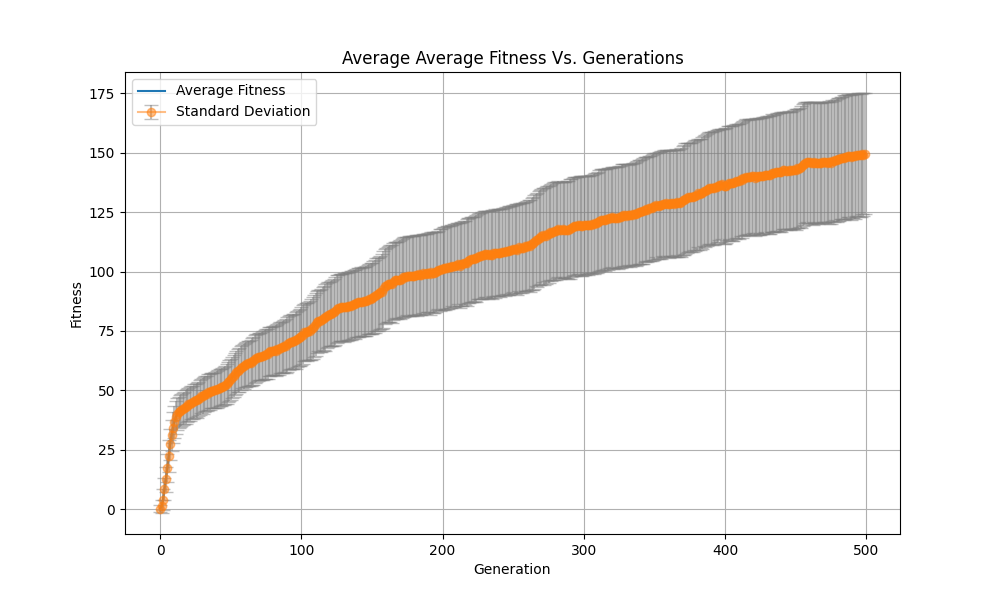 Average Average Fitness Vs. Generations
Average Fitness
Standard Deviation
175
150
125
100
75
50
25
0
Fitness
0 100 200 300 400 500
Generation